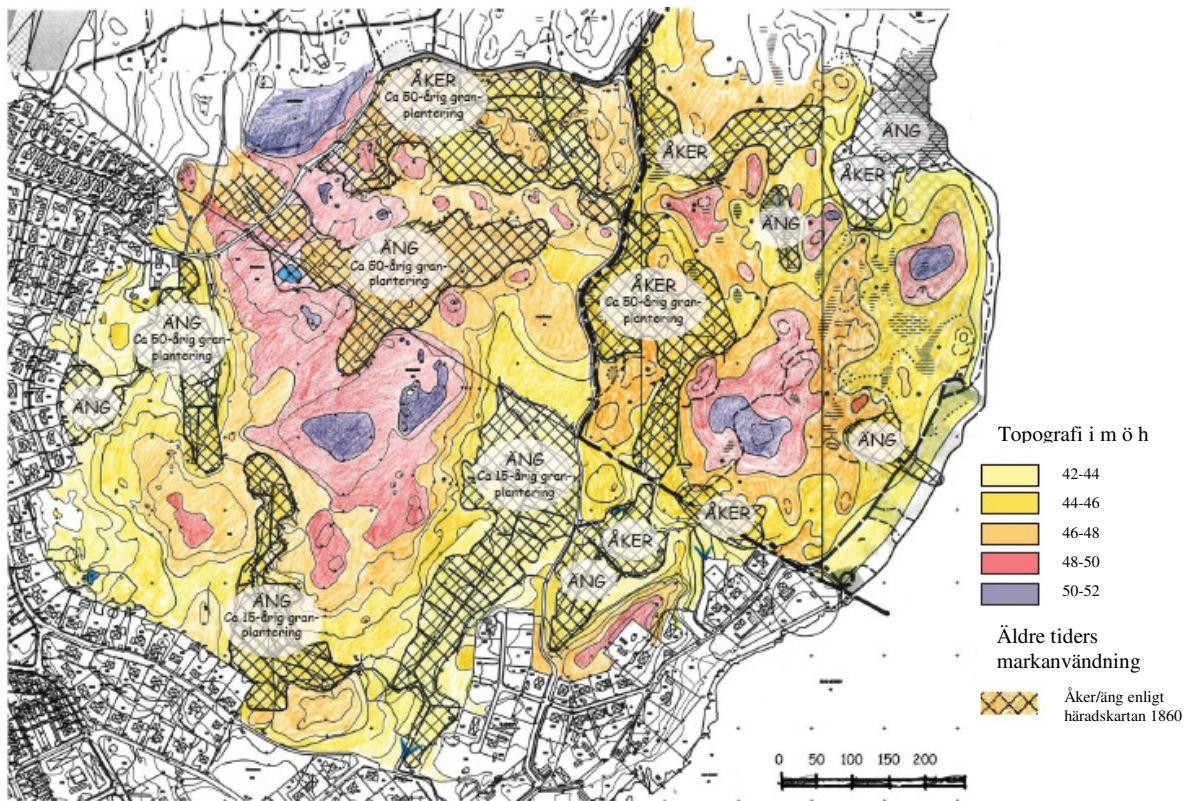 ÅKER
Ca 50-årig gran-
plantering
ÄNG
ÅKER
ÅKER
ÄNG
ÄNG
Ca 50-årig gran-
plantering
ÅKER
Ca 50-årig gran-
plantering
ÄNG
Ca 50-årig gran-
plantering
ÄNG
ÄNG
ÄNG
Ca 15-årig gran-
plantering
ÅKER
ÅKER
ÄNG
ÄNG
Ca 15-årig gran-
plantering
Topografi i m ö h
42-44
44-46
46-48
48-50
50-52
Äldre tiders
markanvändning
Åker/äng enligt
häradskartan 1860
0 50 100 150 200